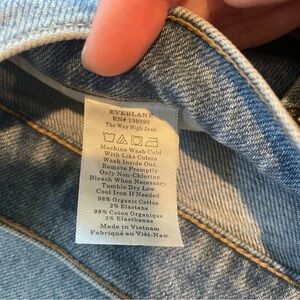 EVERLANE
RN# 139393
The Way High Jean
Machine Wash Cold
With Like Colors
Wash Inside Out.
Remove Promptly
Only Non-Chlorine
Bleach When Necessary
Tumble Dry Low.
Cool Iron If Needed.
98% Organic Cotton
2% Elastane
98% Coton Organique
2% Elasthanne
Made in Vietnam
Fabriqué au Việt-Nam